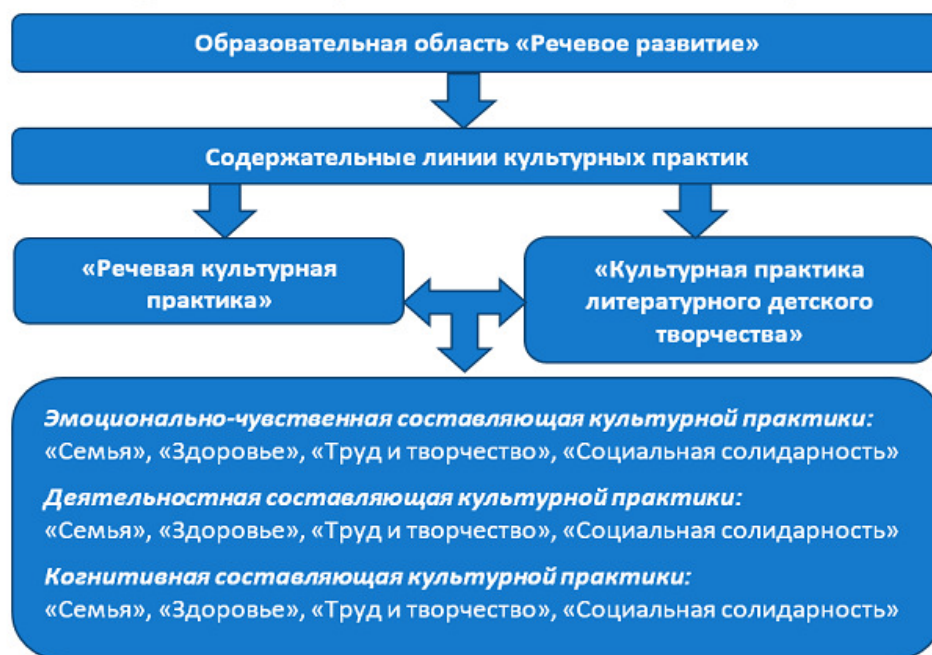 Образовательная область «Речевое развитие»
Содержательные линии культурных практик
«Речевая культурная
практика»
«Культурная практика
литературного детского
творчества»
Эмоционально-чувственная составляющая культурной практики:
«Семья», «Здоровье», «Труд и творчество», «Социальная солидарность»
Деятельностная составляющая культурной практики:
«Семья», «Здоровье», «Труд и творчество», «Социальная солидарность»
Когнитивная составляющая культурной практики:
«Семья», «Здоровье», «Труд и творчество», «Социальная солидарность»